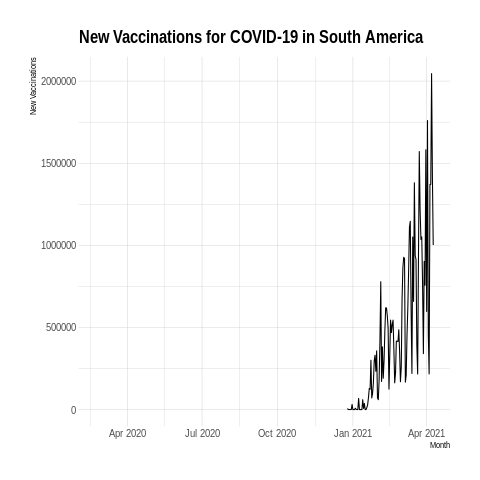 New Vaccinations for COVID-19 in South America
New Vaccinations
2000000
1500000
1000000
500000
0
Apr 2020 Jul 2020 Oct 2020 Jan 2021 Apr 2021
Month